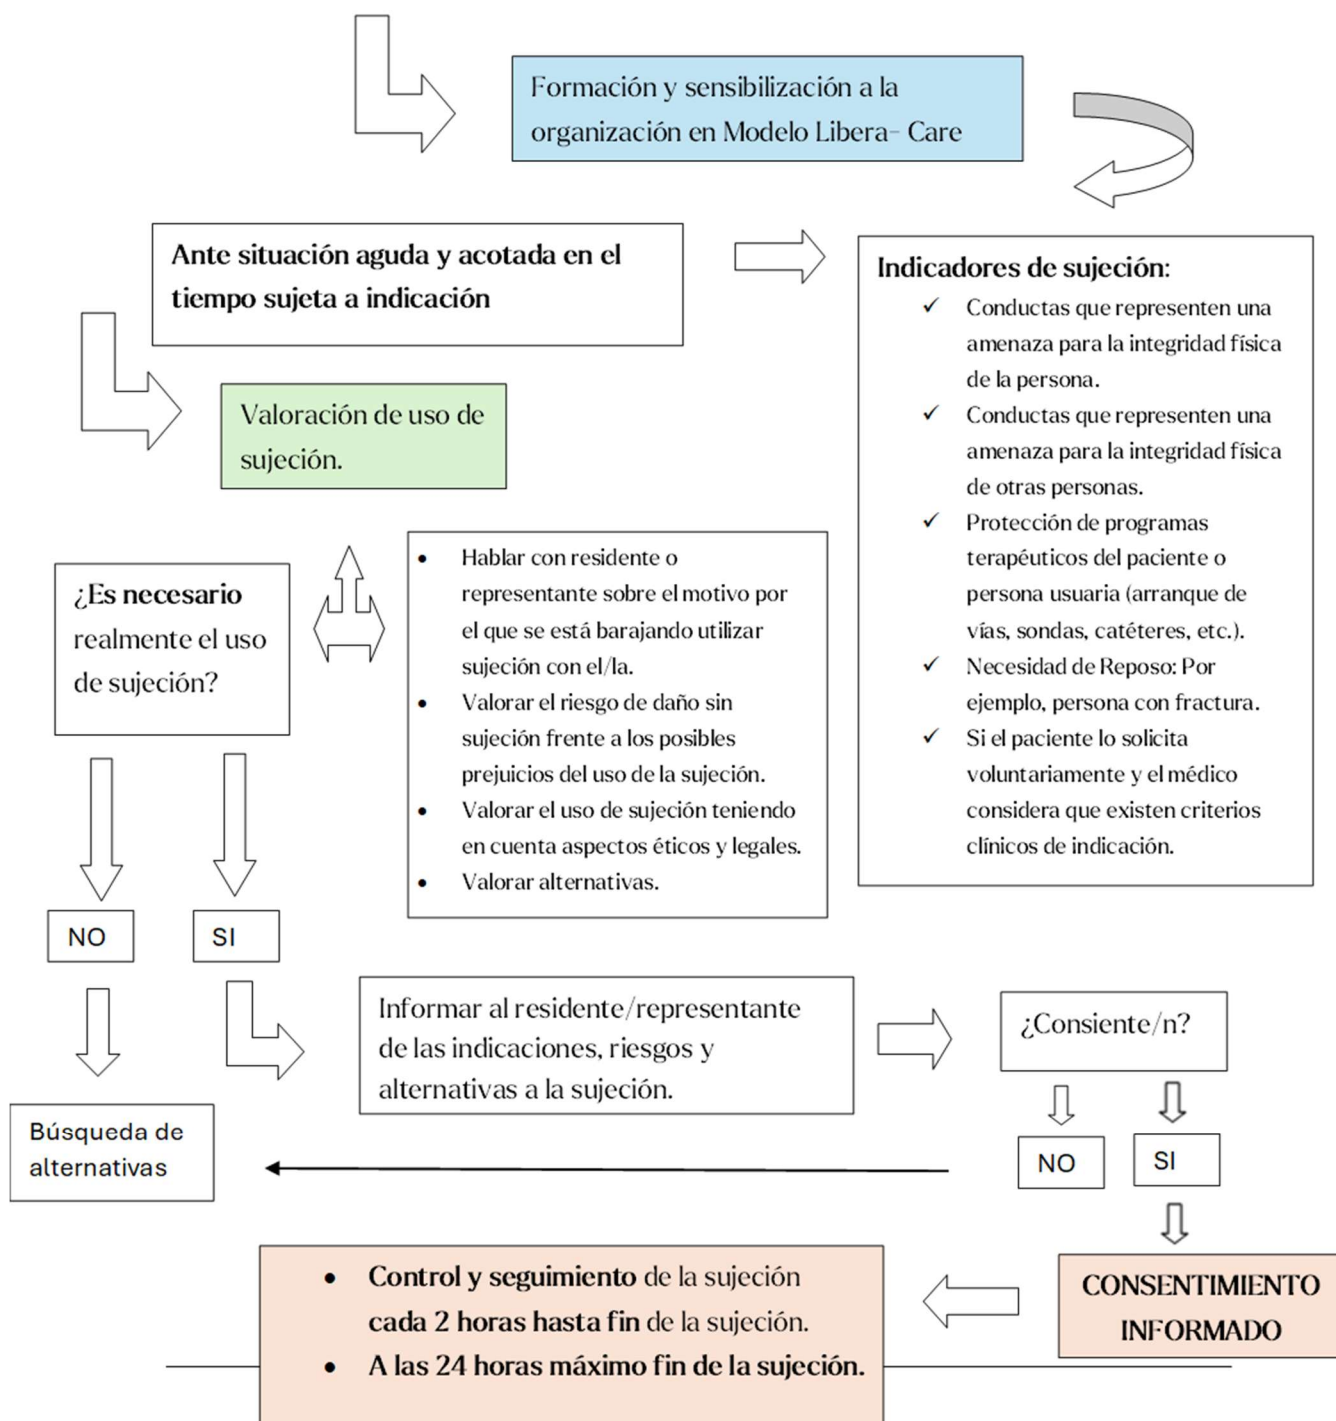 Formación y sensibilización a la
organización en Modelo Libera- Care
Ante situación aguda y acotada en el
tiempo sujeta a indicación
Indicadores de sujeción:
✓ Conductas que representen una
amenaza para la integridad física
de la persona.
✓ Conductas que representen una
amenaza para la integridad física
de otras personas.
✓ Protección de programas
terapéuticos del paciente o
persona usuaria (arranque de
vías, sondas, catéteres, etc.).
✓ Necesidad de Reposo: Por
ejemplo, persona con fractura.
✓ Si el paciente lo solicita
voluntariamente y el médico
considera que existen criterios
clínicos de indicación.
Valoración de uso de
sujeción.
¿Es necesario
realmente el uso
de sujeción?
• Hablar con residente o
representante sobre el motivo por
el que se está barajando utilizar
sujeción con el/la.
• Valorar el riesgo de daño sin
sujeción frente a los posibles
prejuicios del uso de la sujeción.
• Valorar el uso de sujeción teniendo
en cuenta aspectos éticos y legales.
• Valorar alternativas.
NO
SI
Informar al residente/representante
de las indicaciones, riesgos y
alternativas a la sujeción.
¿Consiente/n?
NO
SI
Búsqueda de
alternativas
CONSENTIMIENTO
INFORMADO
• Control y seguimiento de la sujeción
cada 2 horas hasta fin de la sujeción.
• A las 24 horas máximo fin de la sujeción.